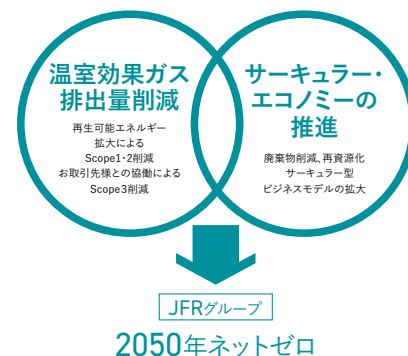 温室効果ガス
排出量削減
再生可能エネルギー
拡大による
Scope1・2削減
お取引先様との協働による
Scope3削減
サーキュラー・
エコノミーの
推進
廃棄物削減、再資源化
サーキュラー型
ビジネスモデルの拡大
JFRグループ
2050年ネットゼロ